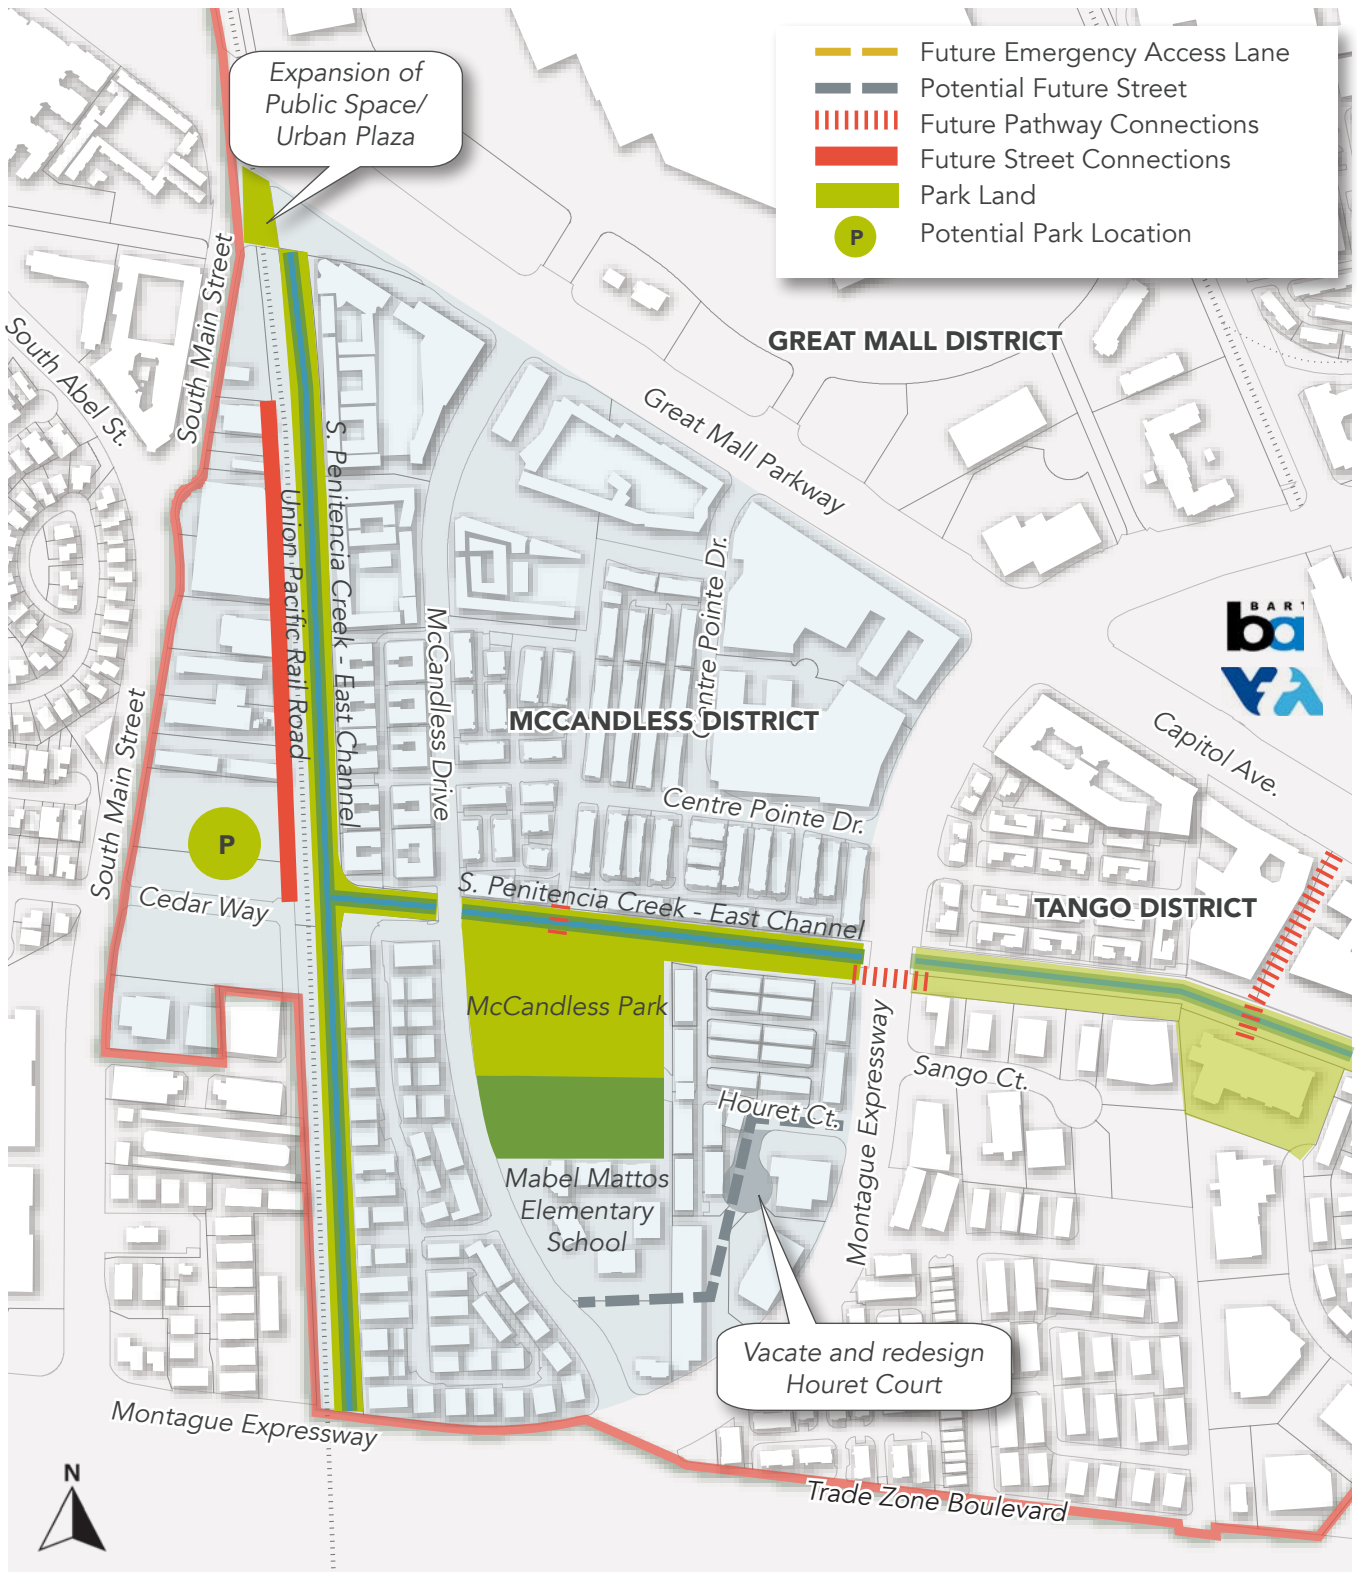 Expansion of
Public Space/
Urban Plaza
Future Emergency Access Lane
Potential Future Street
Future Pathway Connections
Future Street Connections
Park Land
P
Potential Park Location
South Main Street
South Abel St.
GREAT MALL DISTRICT
Great Mall Parkway
S. Penitencia Creek - East Channel
Union Pacific Rail Road
Centre Pointe Dr.
McCandless Drive
BART
ba
VTA
MCCANDLESS DISTRICT
Capitol Ave.
South Main Street
Centre Pointe Dr.
P
Cedar Way
S. Penitencia Creek - East Channel
TANGO DISTRICT
McCandless Park
Montague Expressway
Sango Ct.
Houret Ct.
Mabel Mattos
Elementary
School
Vacate and redesign
Houret Court
Montague Expressway
N
Trade Zone Boulevard